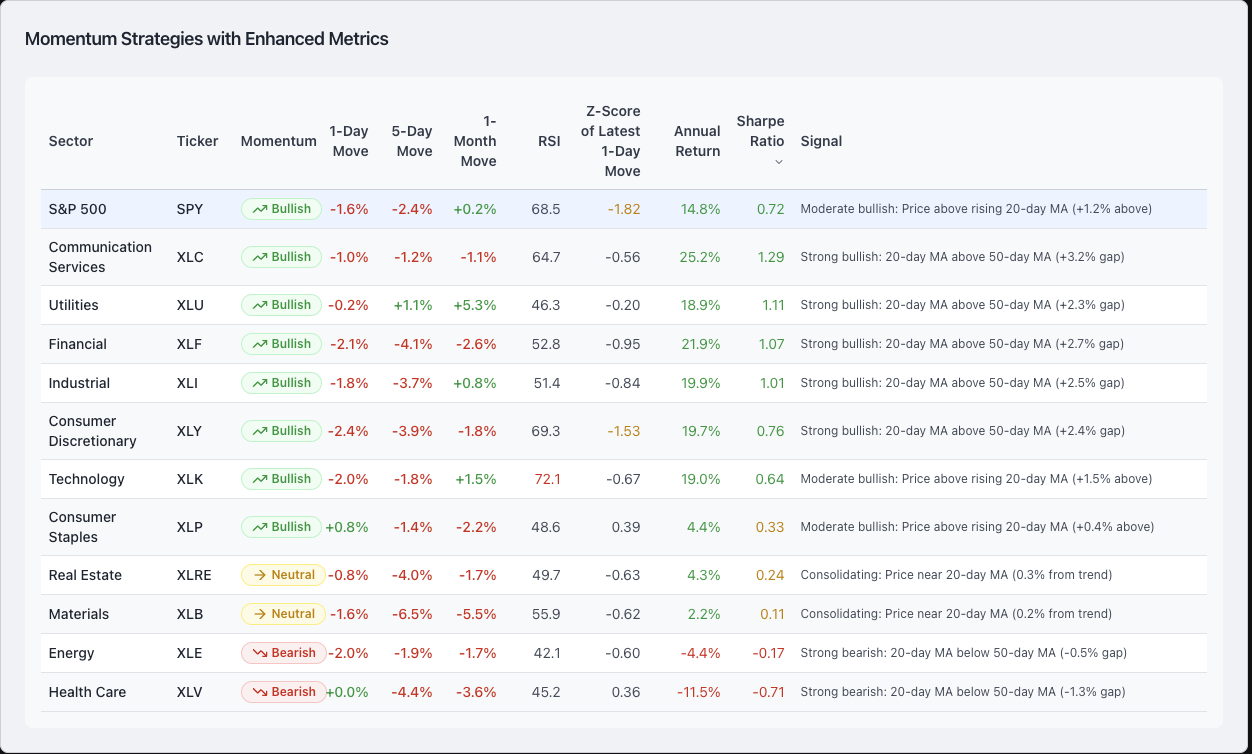 Momentum Strategies with Enhanced Metrics
Sector Ticker Momentum 1-Day Move 5-Day Move 1-Month Move RSI Z-Score of Latest 1-Day Move Annual Return Sharpe Ratio Signal
S&P 500 SPY Bullish -1.6% -2.4% +0.2% 68.5 -1.82 14.8% 0.72 Moderate bullish: Price above rising 20-day MA (+1.2% above)
Communication Services XLC Bullish -1.0% -1.2% -1.1% 64.7 -0.56 25.2% 1.29 Strong bullish: 20-day MA above 50-day MA (+3.2% gap)
Utilities XLU Bullish -0.2% +1.1% +5.3% 46.3 -0.20 18.9% 1.11 Strong bullish: 20-day MA above 50-day MA (+2.3% gap)
Financial XLF Bullish -2.1% -4.1% -2.6% 52.8 -0.95 21.9% 1.07 Strong bullish: 20-day MA above 50-day MA (+2.7% gap)
Industrial XLI Bullish -1.8% -3.7% +0.8% 51.4 -0.84 19.9% 1.01 Strong bullish: 20-day MA above 50-day MA (+2.5% gap)
Consumer Discretionary XLY Bullish -2.4% -3.9% -1.8% 69.3 -1.53 19.7% 0.76 Strong bullish: 20-day MA above 50-day MA (+2.4% gap)
Technology XLK Bullish -2.0% -1.8% +1.5% 72.1 -0.67 19.0% 0.64 Moderate bullish: Price above rising 20-day MA (+1.5% above)
Consumer Staples XLP Bullish +0.8% -1.4% -2.2% 48.6 0.39 4.4% 0.33 Moderate bullish: Price above rising 20-day MA (+0.4% above)
Real Estate XLRE Neutral -0.8% -4.0% -1.7% 49.7 -0.63 4.3% 0.24 Consolidating: Price near 20-day MA (0.3% from trend)
Materials XLB Neutral -1.6% -6.5% -5.5% 55.9 -0.62 2.2% 0.11 Consolidating: Price near 20-day MA (0.2% from trend)
Energy XLE Bearish -2.0% -1.9% -1.7% 42.1 -0.60 -4.4% -0.17 Strong bearish: 20-day MA below 50-day MA (-0.5% gap)
Health Care XLV Bearish +0.0% -4.4% -3.6% 45.2 0.36 -11.5% -0.71 Strong bearish: 20-day MA below 50-day MA (-1.3% gap)